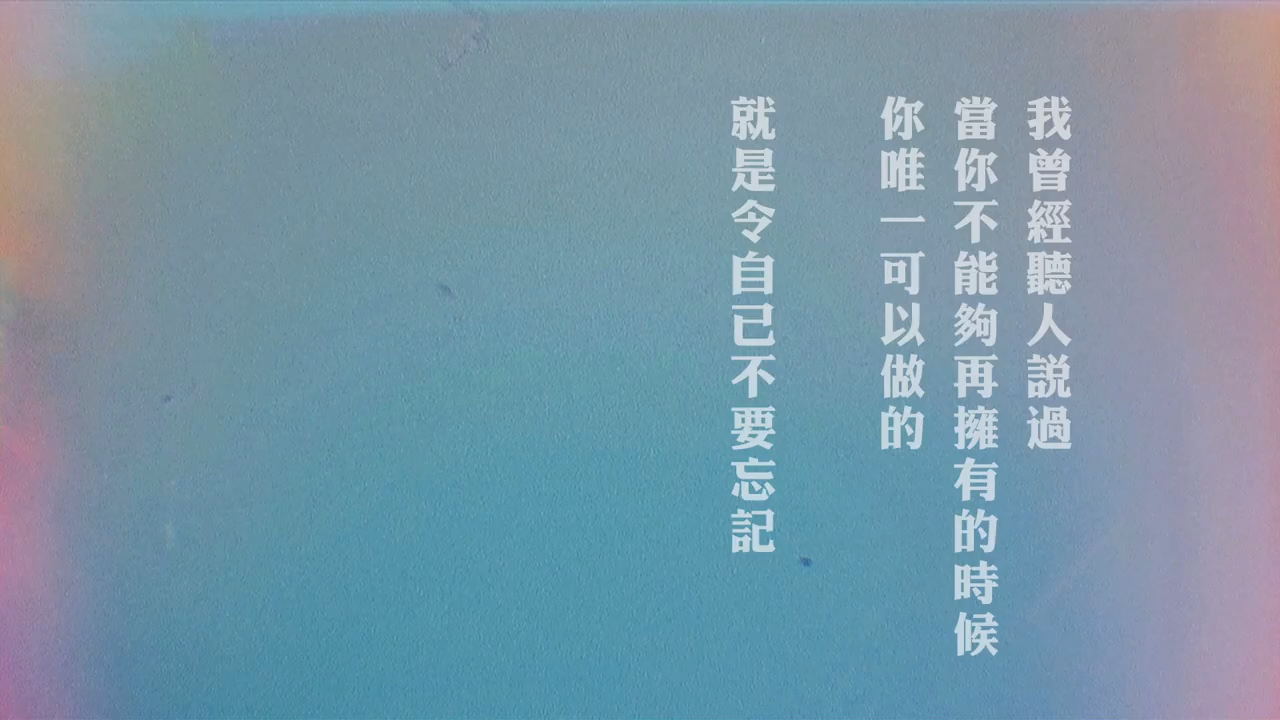 我曾經聽人説過
當你不能夠再擁有的時候
你唯一可以做的
就是令自己不要忘記